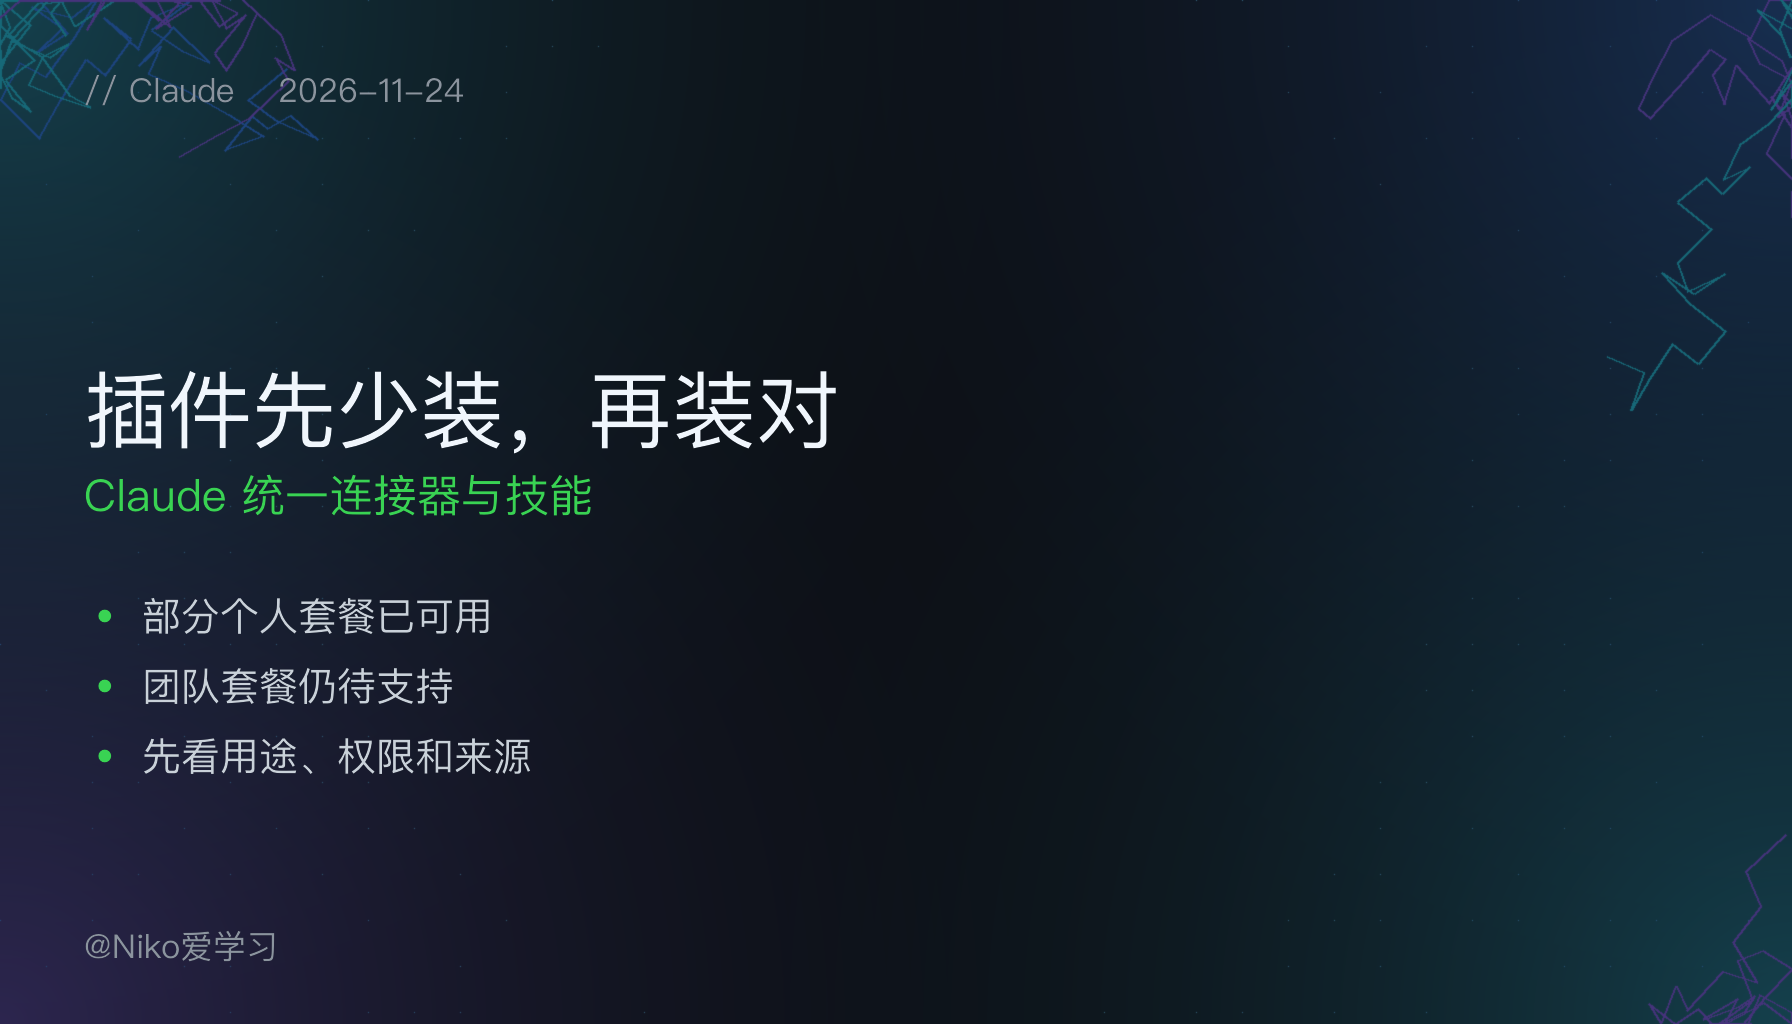 // Claude 2026-11-24
插件先少装，再装对
Claude 统一连接器与技能
• 部分个人套餐已可用
• 团队套餐仍待支持
• 先看用途、权限和来源
@Niko爱学习